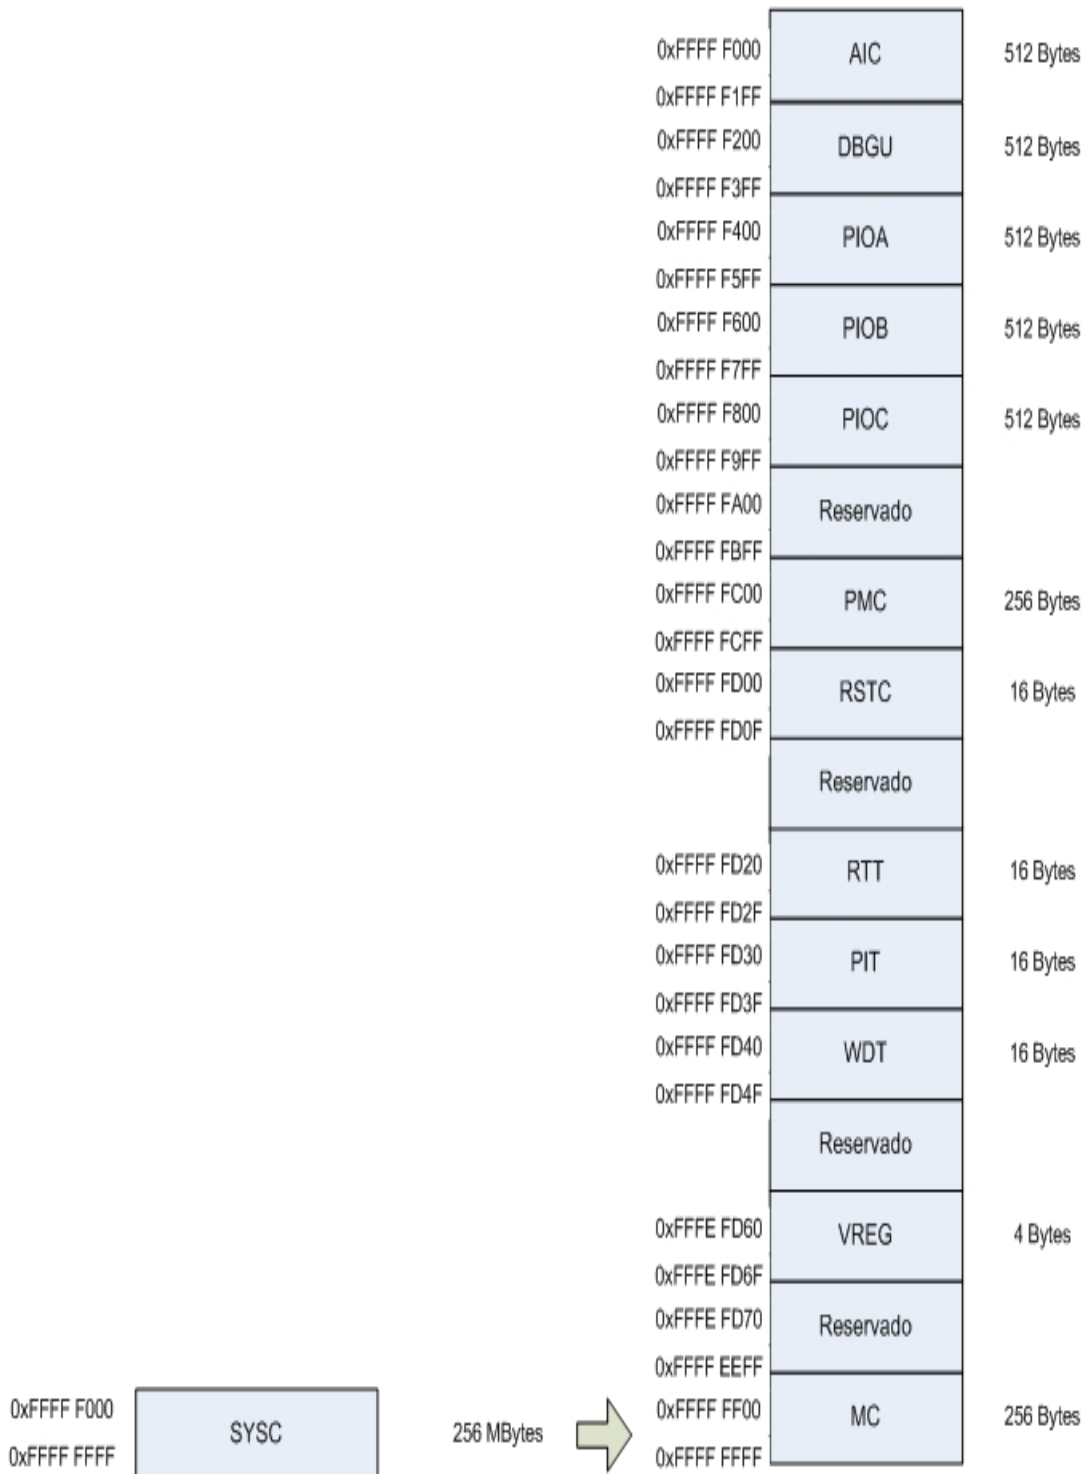 0xFFFF F000
AIC
512 Bytes
0xFFFF F1FF
0xFFFF F200
DBGU
512 Bytes
0xFFFF F3FF
0xFFFF F400
PIOA
512 Bytes
0xFFFF F5FF
0xFFFF F600
PIOB
512 Bytes
0xFFFF F7FF
0xFFFF F800
PIOC
512 Bytes
0xFFFF F9FF
0xFFFF FA00
Reservado
0xFFFF FBFF
0xFFFF FC00
PMC
256 Bytes
0xFFFF FCFF
0xFFFF FD00
RSTC
16 Bytes
0xFFFF FD0F
Reservado
0xFFFF FD20
RTT
16 Bytes
0xFFFF FD2F
0xFFFF FD30
PIT
16 Bytes
0xFFFF FD3F
0xFFFF FD40
WDT
16 Bytes
0xFFFF FD4F
Reservado
0xFFFE FD60
VREG
4 Bytes
0xFFFE FD6F
0xFFFE FD70
Reservado
0xFFFF EEFF
0xFFFF F000
SYSC
256 MBytes
0xFFFF FF00
MC
256 Bytes
0xFFFF FFFF
0xFFFF FFFF